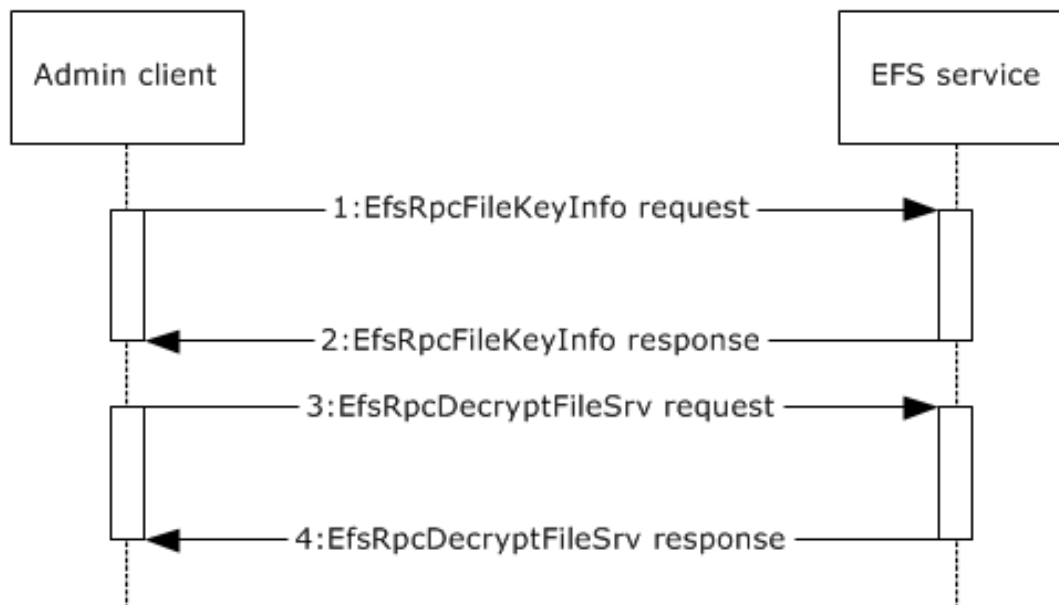 Admin client
EFS service
1:EfsRpcFileKeyInfo request
2:EfsRpcFileKeyInfo response
3:EfsRpcDecryptFileSrv request
4:EfsRpcDecryptFileSrv response